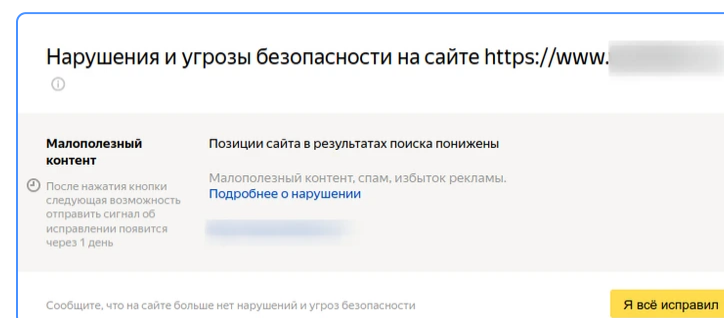 Нарушения и угрозы безопасности на сайте https://www.
Малополезный
контент
После нажатия кнопки
следующая возможность
отправить сигнал об
исправлении появится
через 1 день
Позиции сайта в результатах поиска понижены
Малополезный контент, спам, избыток рекламы.
Подробнее о нарушении
Сообщите, что на сайте больше нет нарушений и угроз безопасности
Я всё исправил